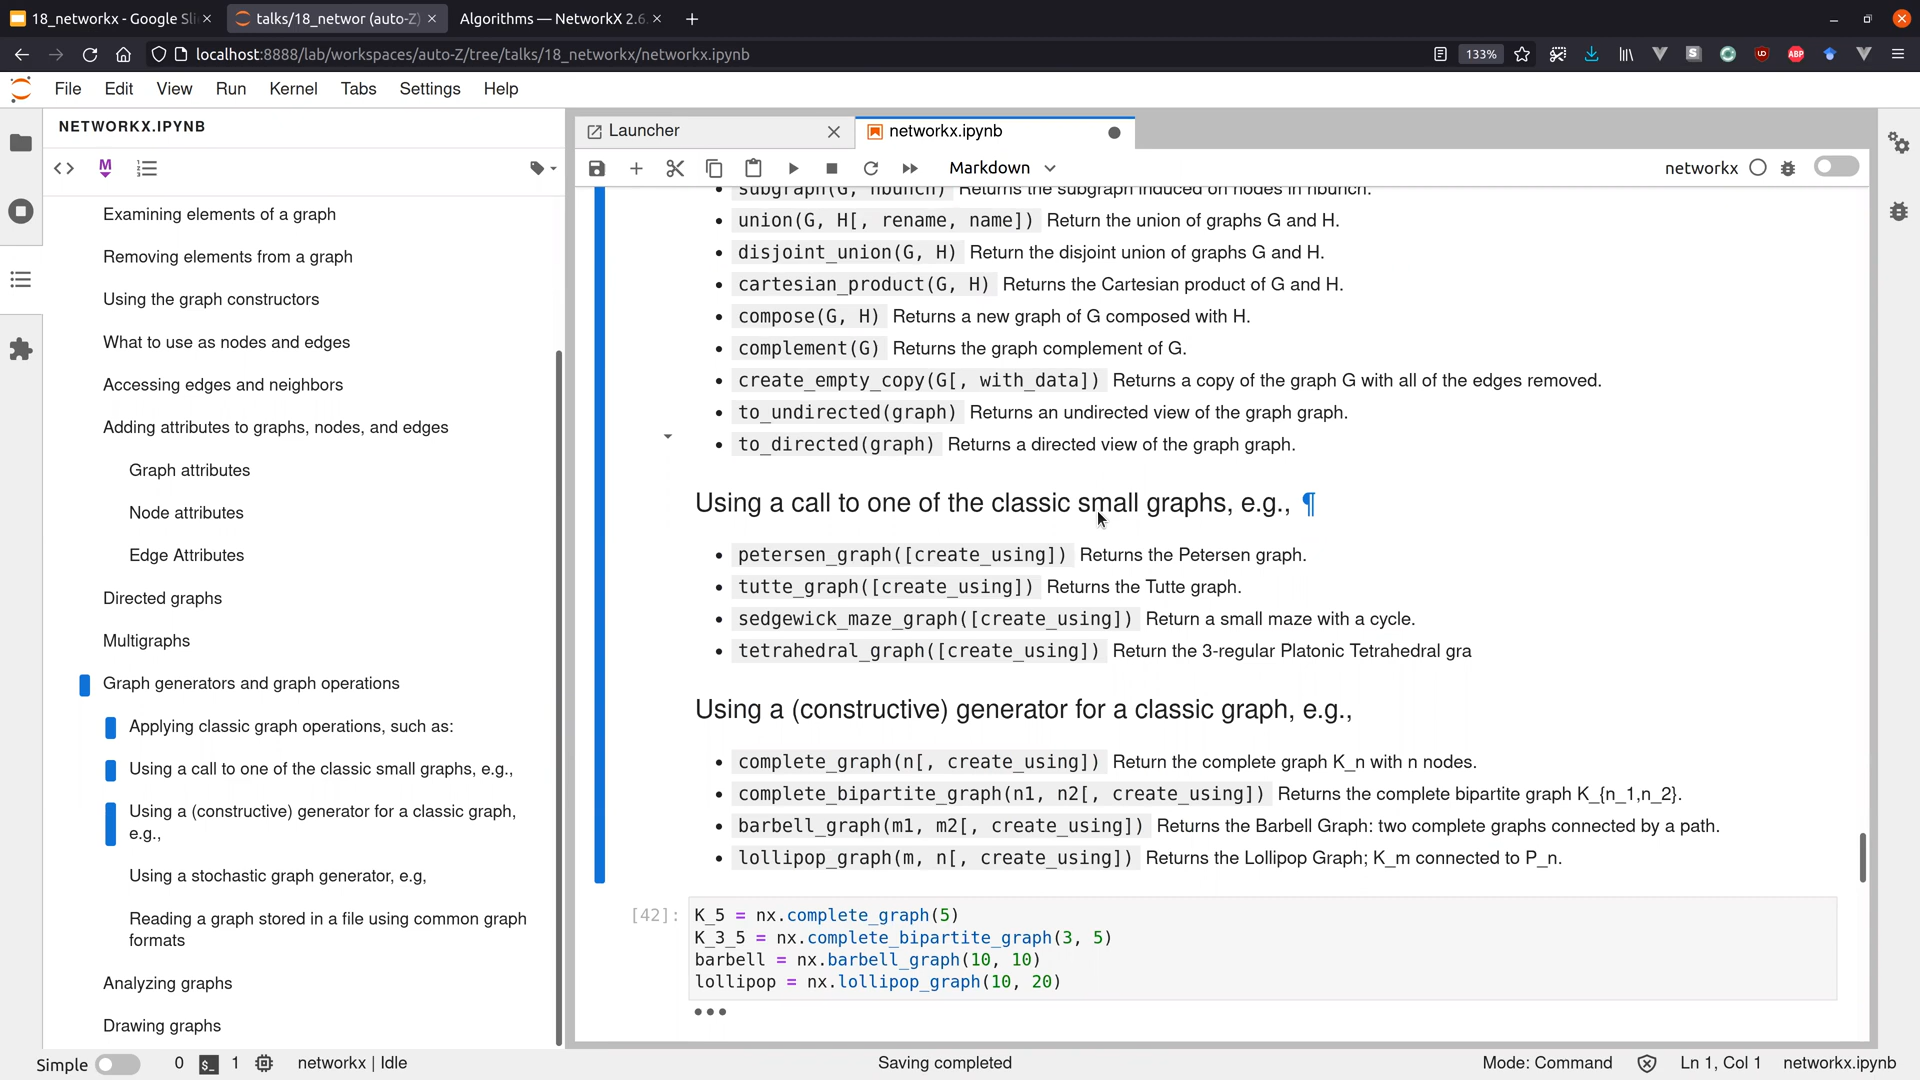 18_networkx - Google Sli
talks/18_networ (auto-Z)
Algorithms — NetworkX 2.6.
localhost:8888/lab/workspaces/auto-Z/tree/talks/18_networkx/networkx.ipynb
133%
File Edit View Run Kernel Tabs Settings Help
NETWORKX.IPYNB
Launcher
networkx.ipynb
Markdown
networkx
Examining elements of a graph
Removing elements from a graph
Using the graph constructors
What to use as nodes and edges
Accessing edges and neighbors
Adding attributes to graphs, nodes, and edges
Graph attributes
Node attributes
Edge Attributes
Directed graphs
Multigraphs
Graph generators and graph operations
Applying classic graph operations, such as:
Using a call to one of the classic small graphs, e.g.,
Using a (constructive) generator for a classic graph,
e.g.,
Using a stochastic graph generator, e.g,
Reading a graph stored in a file using common graph
formats
Analyzing graphs
Drawing graphs
subgraph(G, nbunch) Returns the subgraph induced on nodes in nbunch.
union(G, H[, rename, name]) Return the union of graphs G and H.
disjoint_union(G, H) Return the disjoint union of graphs G and H.
cartesian_product(G, H) Returns the Cartesian product of G and H.
compose(G, H) Returns a new graph of G composed with H.
complement(G) Returns the graph complement of G.
create_empty_copy(G[, with_data]) Returns a copy of the graph G with all of the edges removed.
to_undirected(graph) Returns an undirected view of the graph graph.
to_directed(graph) Returns a directed view of the graph graph.
Using a call to one of the classic small graphs, e.g., ¶
petersen_graph([create_using]) Returns the Petersen graph.
tutte_graph([create_using]) Returns the Tutte graph.
sedgewick_maze_graph([create_using]) Return a small maze with a cycle.
tetrahedral_graph([create_using]) Return the 3-regular Platonic Tetrahedral gra
Using a (constructive) generator for a classic graph, e.g.,
complete_graph(n[, create_using]) Return the complete graph K_n with n nodes.
complete_bipartite_graph(n1, n2[, create_using]) Returns the complete bipartite graph K_{n_1,n_2}.
barbell_graph(m1, m2[, create_using]) Returns the Barbell Graph: two complete graphs connected by a path.
lollipop_graph(m, n[, create_using]) Returns the Lollipop Graph; K_m connected to P_n.
[42]: K_5 = nx.complete_graph(5)
K_3_5 = nx.complete_bipartite_graph(3, 5)
barbell = nx.barbell_graph(10, 10)
lollipop = nx.lollipop_graph(10, 20)
Simple 0 $_ 1 networkx | Idle Saving completed Mode: Command Ln 1, Col 1 networkx.ipynb